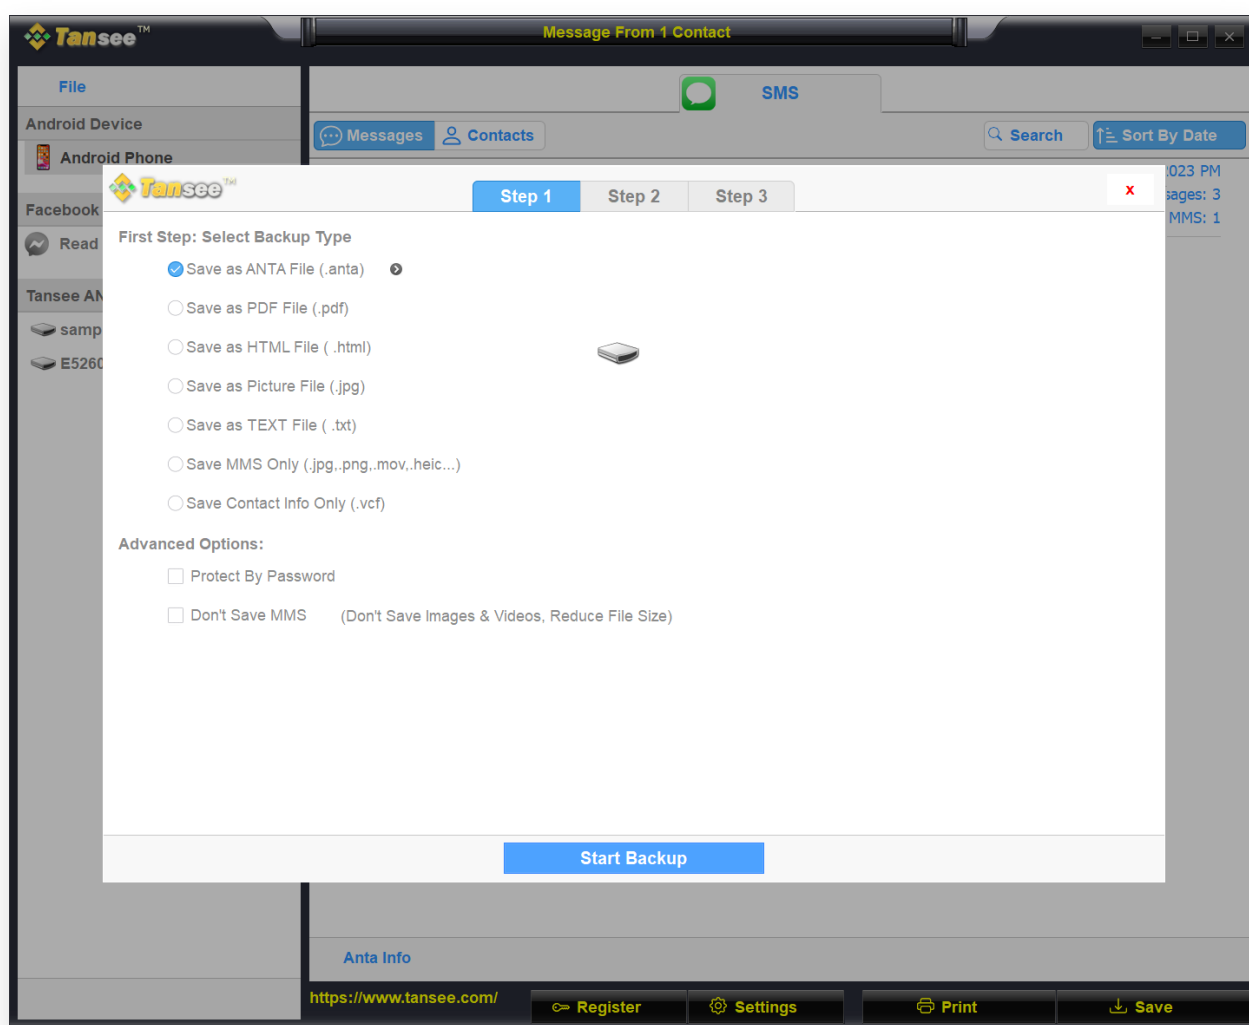 Tansee™
Message From 1 Contact
File
SMS
Android Device
Messages
Contacts
Search
Sort By Date
Android Phone
023 PM
sages: 3
MMS: 1
Tansee™
Step 1
Step 2
Step 3
x
Facebook
Read
First Step: Select Backup Type
Save as ANTA File (.anta)
Save as PDF File (.pdf)
Save as HTML File ( .html)
Save as Picture File (.jpg)
Save as TEXT File ( .txt)
Save MMS Only (.jpg,.png,.mov,.heic...)
Save Contact Info Only (.vcf)
Tansee AN
samp
E5260
Advanced Options:
Protect By Password
Don't Save MMS (Don't Save Images & Videos, Reduce File Size)
Start Backup
Anta Info
https://www.tansee.com/
Register
Settings
Print
Save